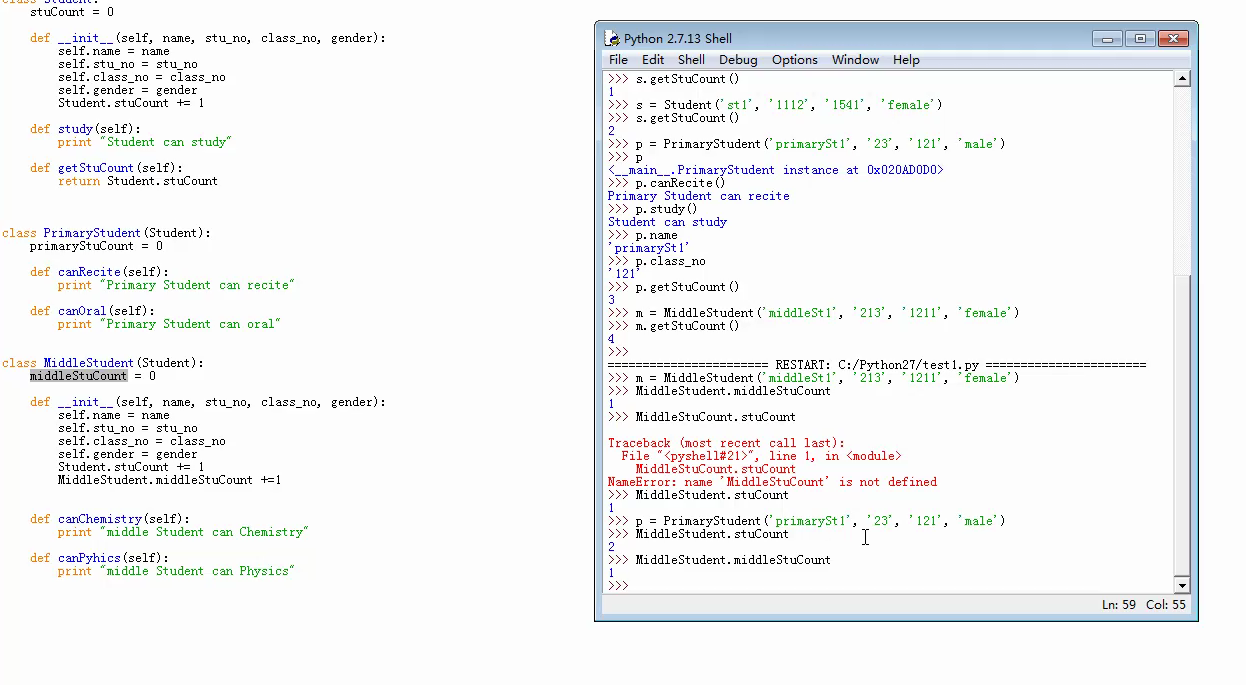 class Student:
stuCount = 0
def __init__(self, name, stu_no, class_no, gender):
self.name = name
self.stu_no = stu_no
self.class_no = class_no
self.gender = gender
Student.stuCount += 1
def study(self):
print "Student can study"
def getStuCount(self):
return Student.stuCount
class PrimaryStudent(Student):
primaryStuCount = 0
def canRecite(self):
print "Primary Student can recite"
def canOral(self):
print "Primary Student can oral"
class MiddleStudent(Student):
middleStuCount = 0
def __init__(self, name, stu_no, class_no, gender):
self.name = name
self.stu_no = stu_no
self.class_no = class_no
self.gender = gender
Student.stuCount += 1
MiddleStudent.middleStuCount +=1
def canChemistry(self):
print "middle Student can Chemistry"
def canPyhics(self):
print "middle Student can Physics"
Python 2.7.13 Shell
File Edit Shell Debug Options Window Help
>>> s.getStuCount()
1
>>> s = Student('st1', '1112', '1541', 'female')
>>> s.getStuCount()
2
>>> p = PrimaryStudent('primarySt1', '23', '121', 'male')
>>> p
<__main__.PrimaryStudent instance at 0x020AD0D0>
>>> p.canRecite()
Primary Student can recite
>>> p.study()
Student can study
>>> p.name
'primarySt1'
>>> p.class_no
'121'
>>> p.getStuCount()
3
>>> m = MiddleStudent('middleSt1', '213', '1211', 'female')
>>> m.getStuCount()
4
>>>
======================= RESTART: C:/Python27/test1.py =======================
>>> m = MiddleStudent('middleSt1', '213', '1211', 'female')
>>> MiddleStudent.middleStuCount
1
>>> MiddleStuCount.stuCount
Traceback (most recent call last):
File "<pyshell#21>", line 1, in <module>
MiddleStuCount.stuCount
NameError: name 'MiddleStuCount' is not defined
>>> MiddleStudent.stuCount
1
>>> p = PrimaryStudent('primarySt1', '23', '121', 'male')
>>> MiddleStudent.stuCount
2
>>> MiddleStudent.middleStuCount
1
>>>
Ln: 59 Col: 55